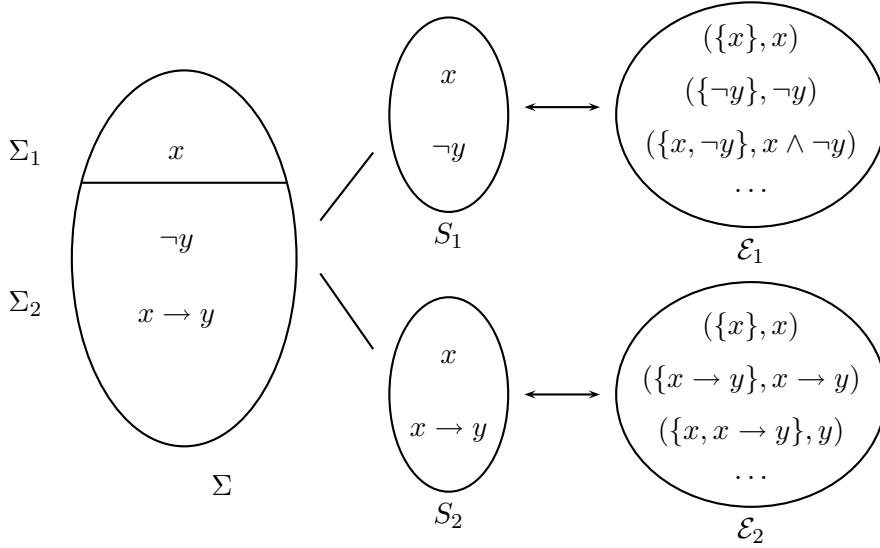 Σ₁
x
¬y
Σ₂
x → y
Σ
x
¬y
S₁
x
x → y
S₂
({x}, x)
({¬y}, ¬y)
({x, ¬y}, x ∧ ¬y)
...
ℰ₁
({x}, x)
({x → y}, x → y)
({x, x → y}, y)
...
ℰ₂